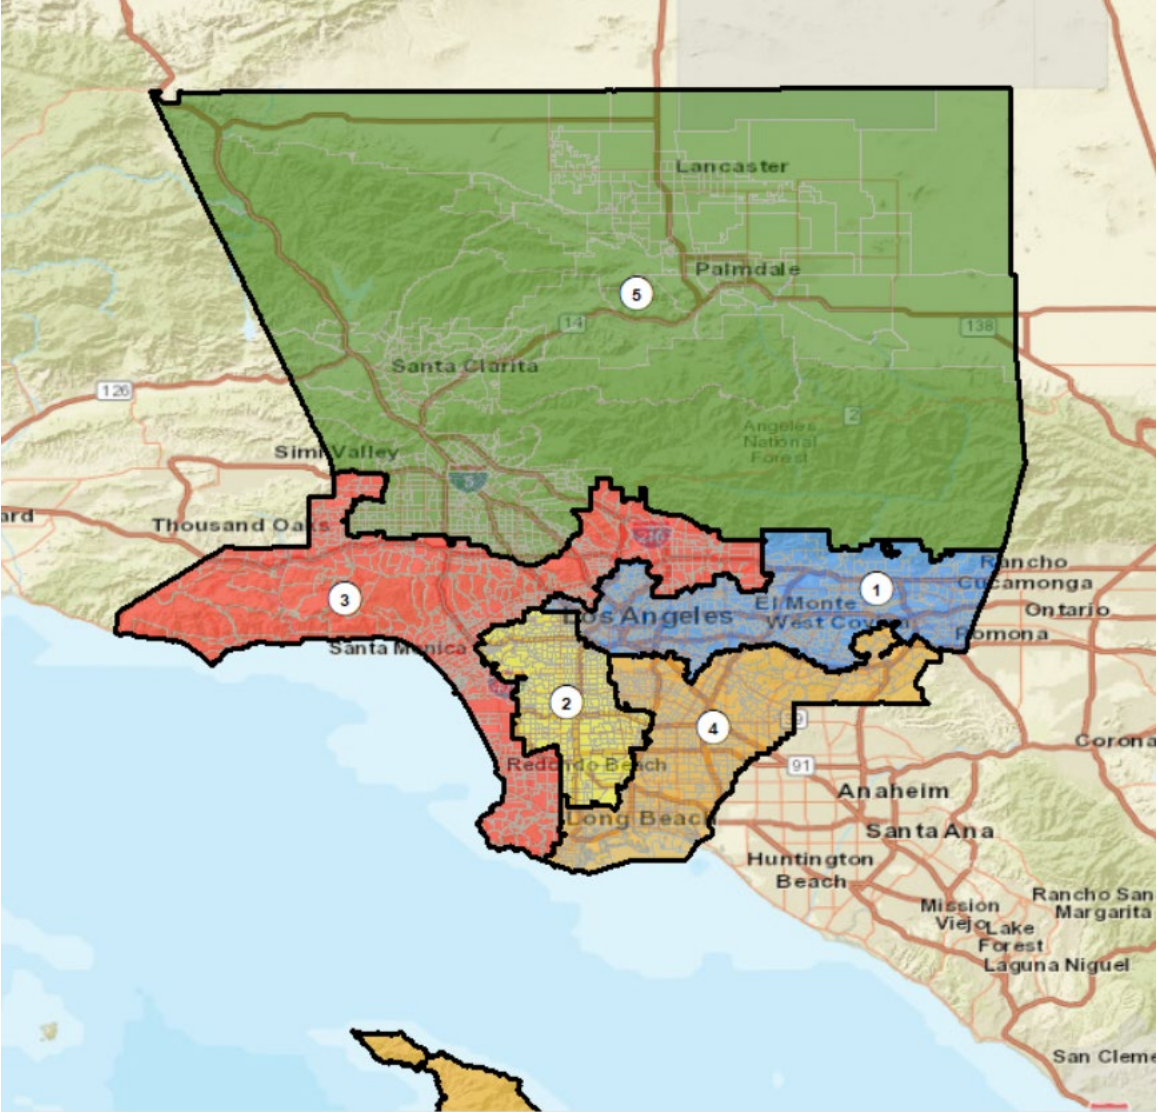 Lancaster
Palmdale
5
14
138
Santa Clarita
126
2
Angeles
National
Forest
Simi Valley
5
ard
Thousand Oaks
210
Rancho
Cucamonga
1
3
El Monte
Los Angeles
West Covin
Ontario
Pomona
Santa Monica
2
4
9
Redondo Beach
91
Corona
Anaheim
Long Beach
Santa Ana
Huntington
Beach
Rancho San
Margarita
Mission
Viejo
Lake
Forest
Laguna Niguel
San Cleme